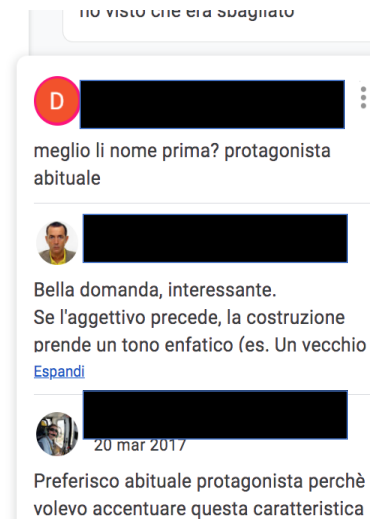 ho visto che era sbagliato
D
meglio li nome prima? protagonista
abituale
Bella domanda, interessante.
Se l'aggettivo precede, la costruzione
prende un tono enfatico (es. Un vecchio
Espandi
20 mar 2017
Preferisco abituale protagonista perchè
volevo accentuare questa caratteristica